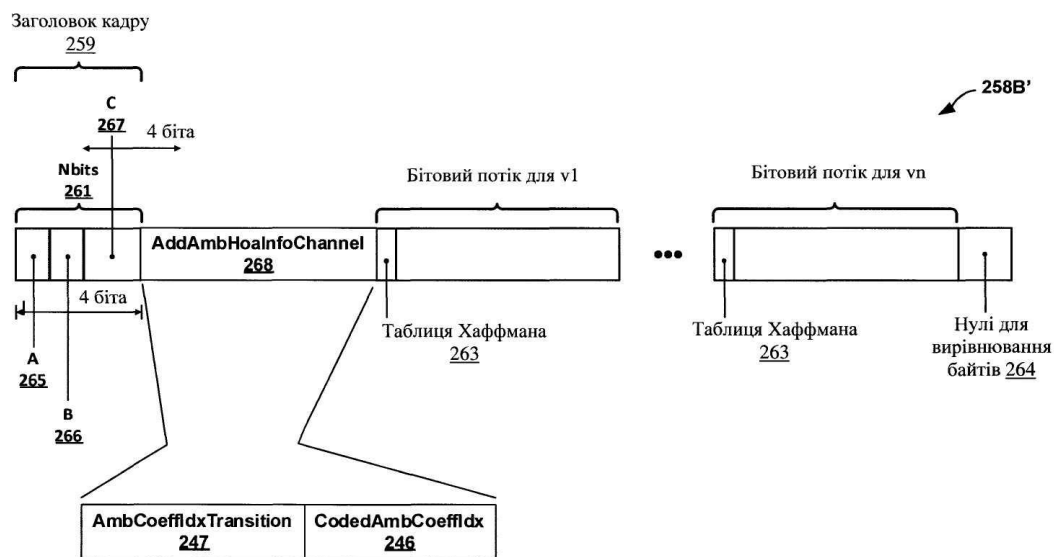 Заголовок кадру
259
258B'
C
267
4 біта
Nbits
261
Бітовий потік для v1
Бітовий потік для vn
AddAmbHoaInfoChannel
268
4 біта
A
265
B
266
Таблиця Хаффмана
263
Таблиця Хаффмана
263
Нулі для
вирівнювання
байтів 264
AmbCoeffIdxTransition
247
CodedAmbCoeffIdx
246